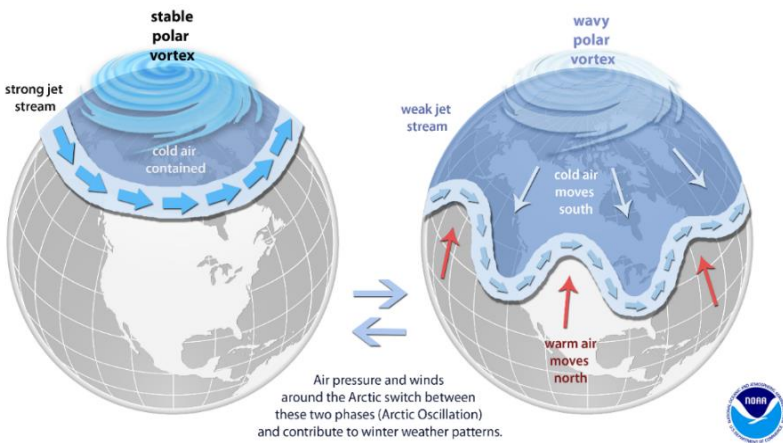 stable
polar
vortex
strong jet
stream
cold air
contained
wavy
polar
vortex
weak jet
stream
cold air
moves
south
warm air
moves
north
Air pressure and winds
around the Arctic switch between
these two phases (Arctic Oscillation)
and contribute to winter weather patterns.
NOAA